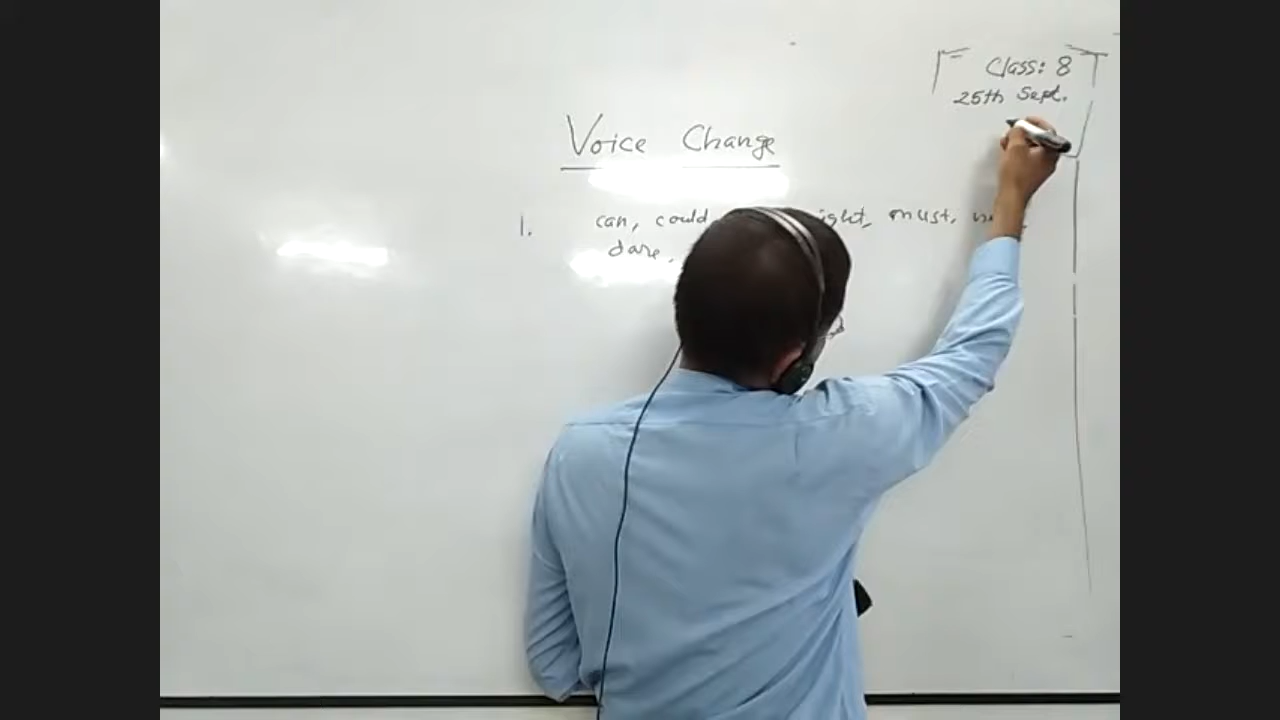 Class: 8
25th Sept.
Voice Change
1. can, could must,
dare,